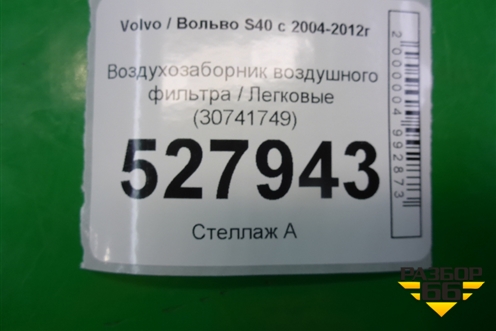 Volvo / Вольво S40 с 2004-2012г
Воздухозаборник воздушного
фильтра / Легковые
(30741749)
527943
Стеллаж А
2000004992873
РАЗБОР
66